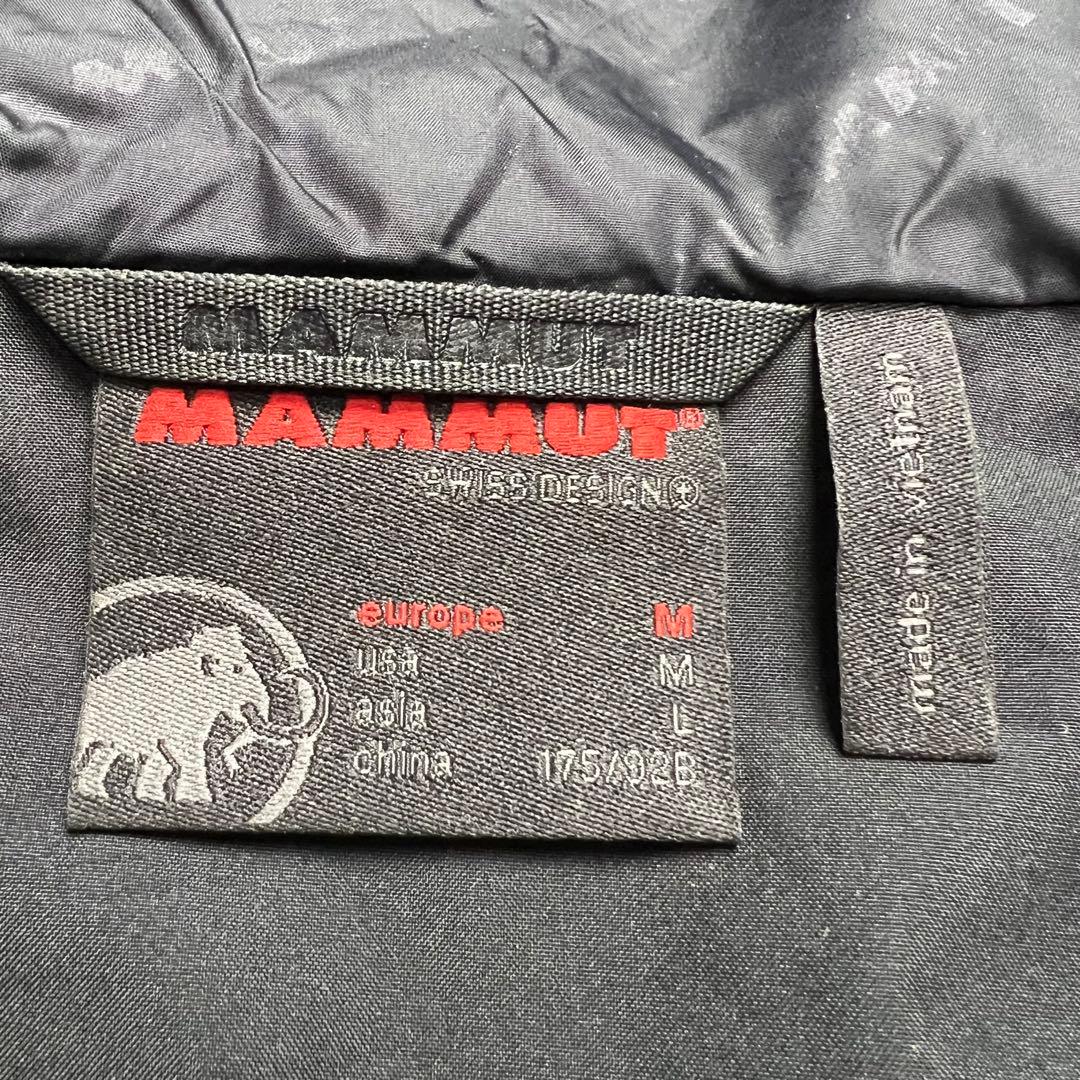 MAMMUT
MAMMUT®
SWISS DESIGN
europe M
usa M
asia L
china 175/92B
made in vietnam